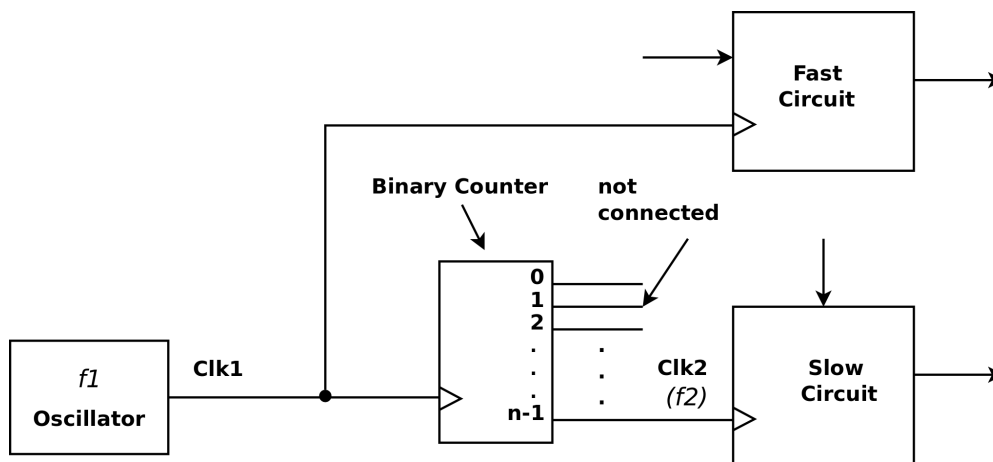 Fast
Circuit
Binary Counter
not
connected
0
1
2
n-1
f1
Oscillator
Clk1
Clk2
(f2)
Slow
Circuit